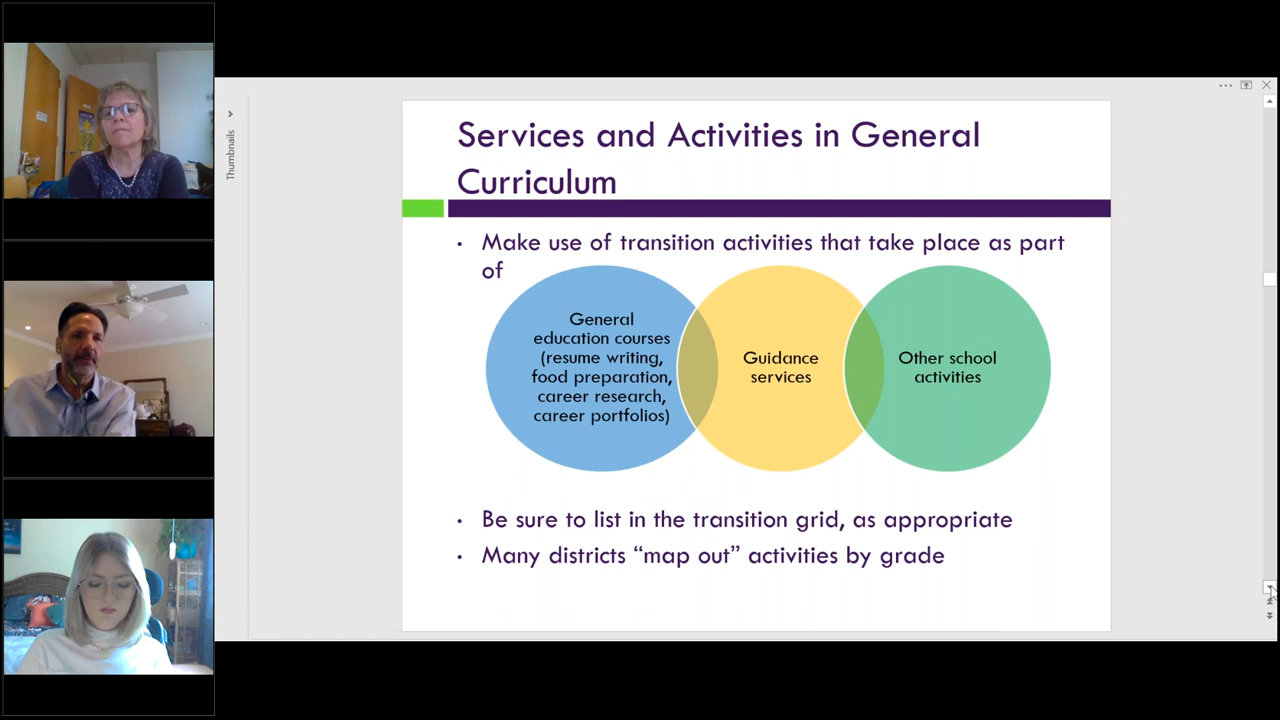 Thumbnails
Services and Activities in General
Curriculum
• Make use of transition activities that take place as part
of
General
education courses
(resume writing,
food preparation,
career research,
career portfolios)
Guidance
services
Other school
activities
• Be sure to list in the transition grid, as appropriate
• Many districts “map out” activities by grade